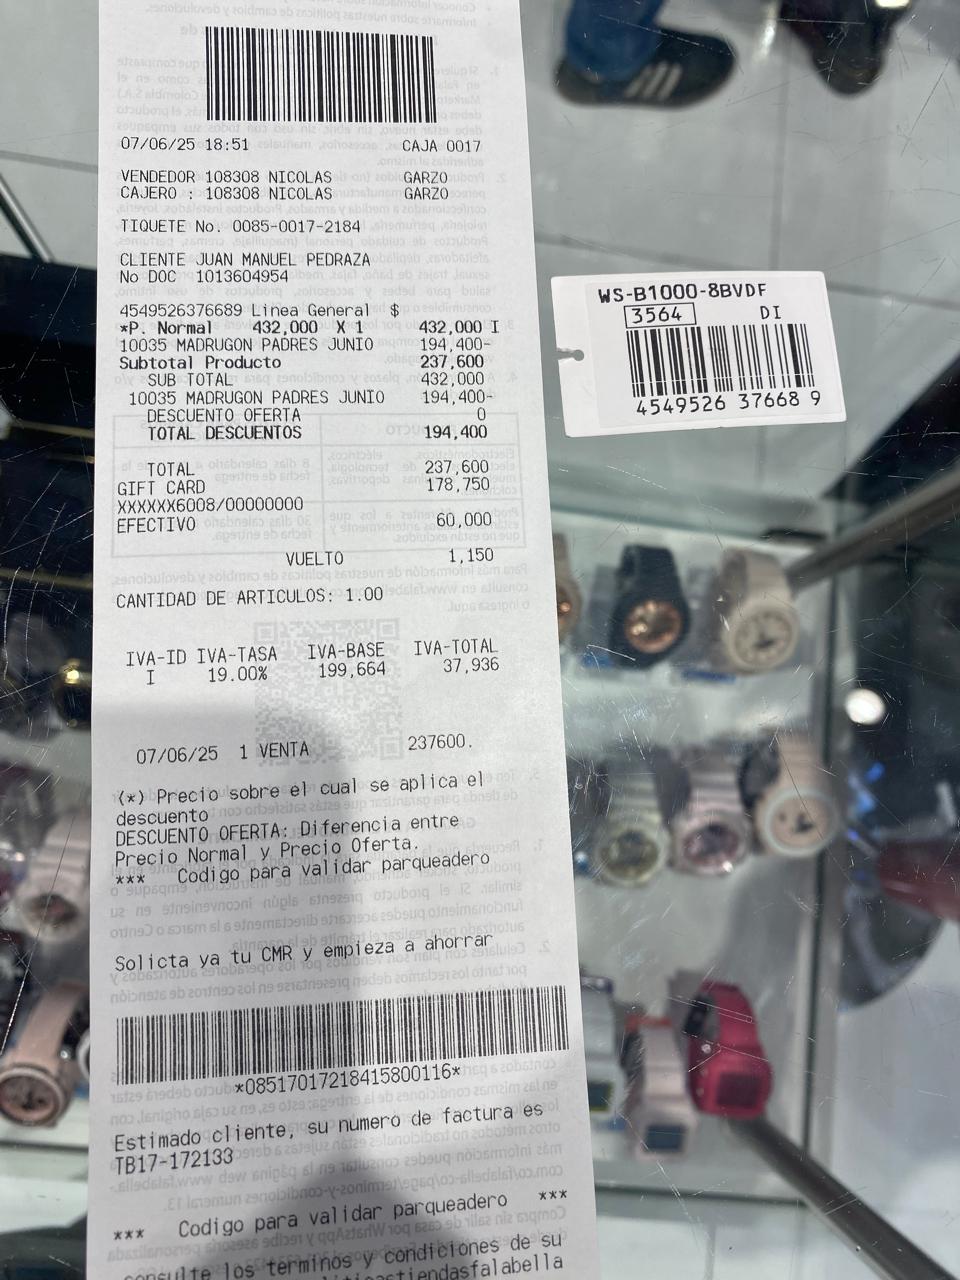 07/06/25 18:51 CAJA 0017
VENDEDOR 108308 NICOLAS GARZO
CAJERO : 108308 NICOLAS GARZO
TIQUETE No. 0085-0017-2184
CLIENTE JUAN MANUEL PEDRAZA
No DOC 1013604954
4549526376689 Linea General $
*P. Normal 432,000 X 1 432,000 I
10035 MADRUGON PADRES JUNIO 194,400-
Subtotal Producto 237,600
SUB TOTAL 432,000
10035 MADRUGON PADRES JUNIO 194,400-
DESCUENTO OFERTA 0
TOTAL DESCUENTOS 194,400
TOTAL 237,600
GIFT CARD 178,750
XXXXXX6008/00000000
EFECTIVO 60,000
VUELTO 1,150
CANTIDAD DE ARTICULOS: 1.00
IVA-ID IVA-TASA IVA-BASE IVA-TOTAL
I 19.00% 199,664 37,936
07/06/25 1 VENTA 237600.
(*) Precio sobre el cual se aplica el
descuento
DESCUENTO OFERTA: Diferencia entre
Precio Normal y Precio Oferta.
*** Codigo para validar parqueadero
Solicta ya tu CMR y empieza a ahorrar
*08517017218415800116*
Estimado cliente, su numero de factura es
TB17-172133
*** Codigo para validar parqueadero ***
consulte los terminos y condiciones de su
WS-B1000-8BVDF
3564 DI
4549526 37668 9